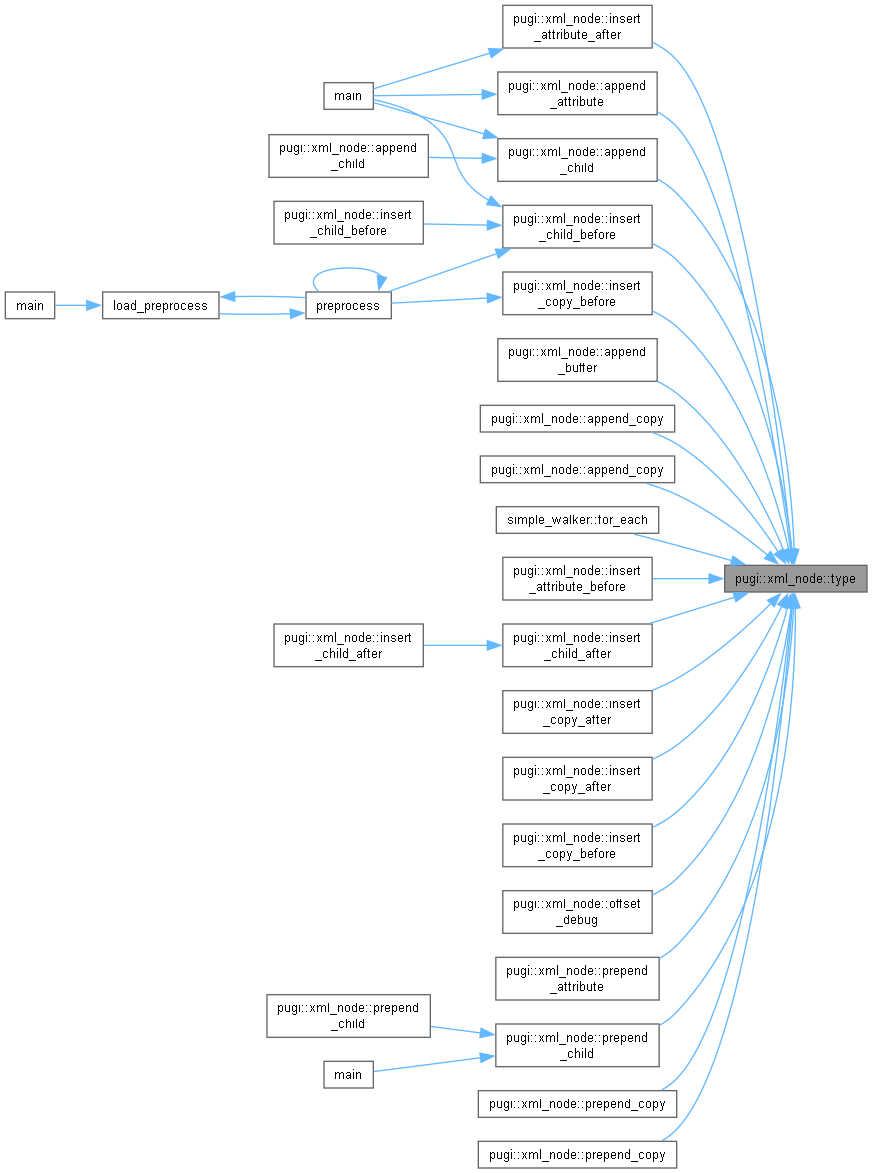 pugi::xml_node::insert
_attribute_after
main
pugi::xml_node::append
_attribute
pugi::xml_node::append
_child
pugi::xml_node::append
_child
pugi::xml_node::insert
_child_before
pugi::xml_node::insert
_child_before
main
load_preprocess
preprocess
pugi::xml_node::insert
_copy_before
pugi::xml_node::append
_buffer
pugi::xml_node::append_copy
pugi::xml_node::append_copy
simple_walker::for_each
pugi::xml_node::insert
_attribute_before
pugi::xml_node::type
pugi::xml_node::insert
_child_after
pugi::xml_node::insert
_child_after
pugi::xml_node::insert
_copy_after
pugi::xml_node::insert
_copy_after
pugi::xml_node::insert
_copy_before
pugi::xml_node::offset
_debug
pugi::xml_node::prepend
_attribute
pugi::xml_node::prepend
_child
pugi::xml_node::prepend
_child
main
pugi::xml_node::prepend_copy
pugi::xml_node::prepend_copy